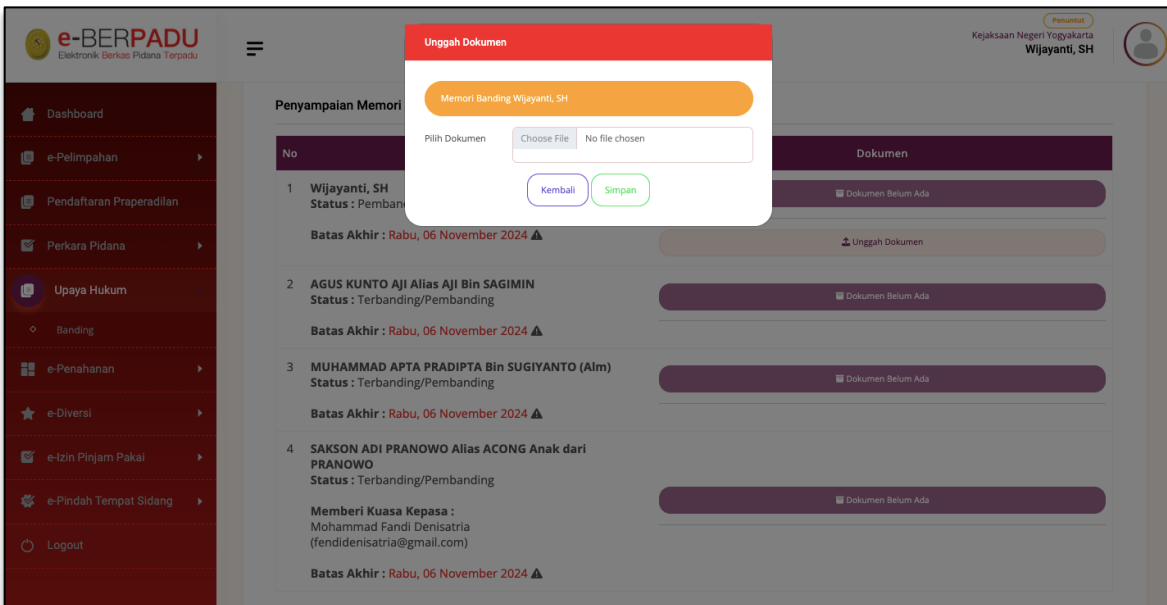 e-BERPADU
Elektronik Berkas Pidana Terpadu
Penuntut
Kejaksaan Negeri Yogyakarta
Wijayanti, SH
Dashboard
e-Pelimpahan
Pendaftaran Praperadilan
Perkara Pidana
Upaya Hukum
Banding
e-Penahanan
e-Diversi
e-Izin Pinjam Pakai
e-Pindah Tempat Sidang
Logout
Unggah Dokumen
Memori Banding Wijayanti, SH
Pilih Dokumen Choose File No file chosen
Kembali Simpan
Penyampaian Memori
No Dokumen
1 Wijayanti, SH
Status : Pemban
Dokumen Belum Ada
Batas Akhir : Rabu, 06 November 2024
Unggah Dokumen
2 AGUS KUNTO AJI Alias AJI Bin SAGIMIN
Status : Terbanding/Pembanding
Dokumen Belum Ada
Batas Akhir : Rabu, 06 November 2024
3 MUHAMMAD APTA PRADIPTA Bin SUGIYANTO (Alm)
Status : Terbanding/Pembanding
Dokumen Belum Ada
Batas Akhir : Rabu, 06 November 2024
4 SAKSON ADI PRANOWO Alias ACONG Anak dari
PRANOWO
Status : Terbanding/Pembanding
Dokumen Belum Ada
Memberi Kuasa Kepasa :
Mohammad Fandi Denisatria
(fendidenisatria@gmail.com)
Batas Akhir : Rabu, 06 November 2024